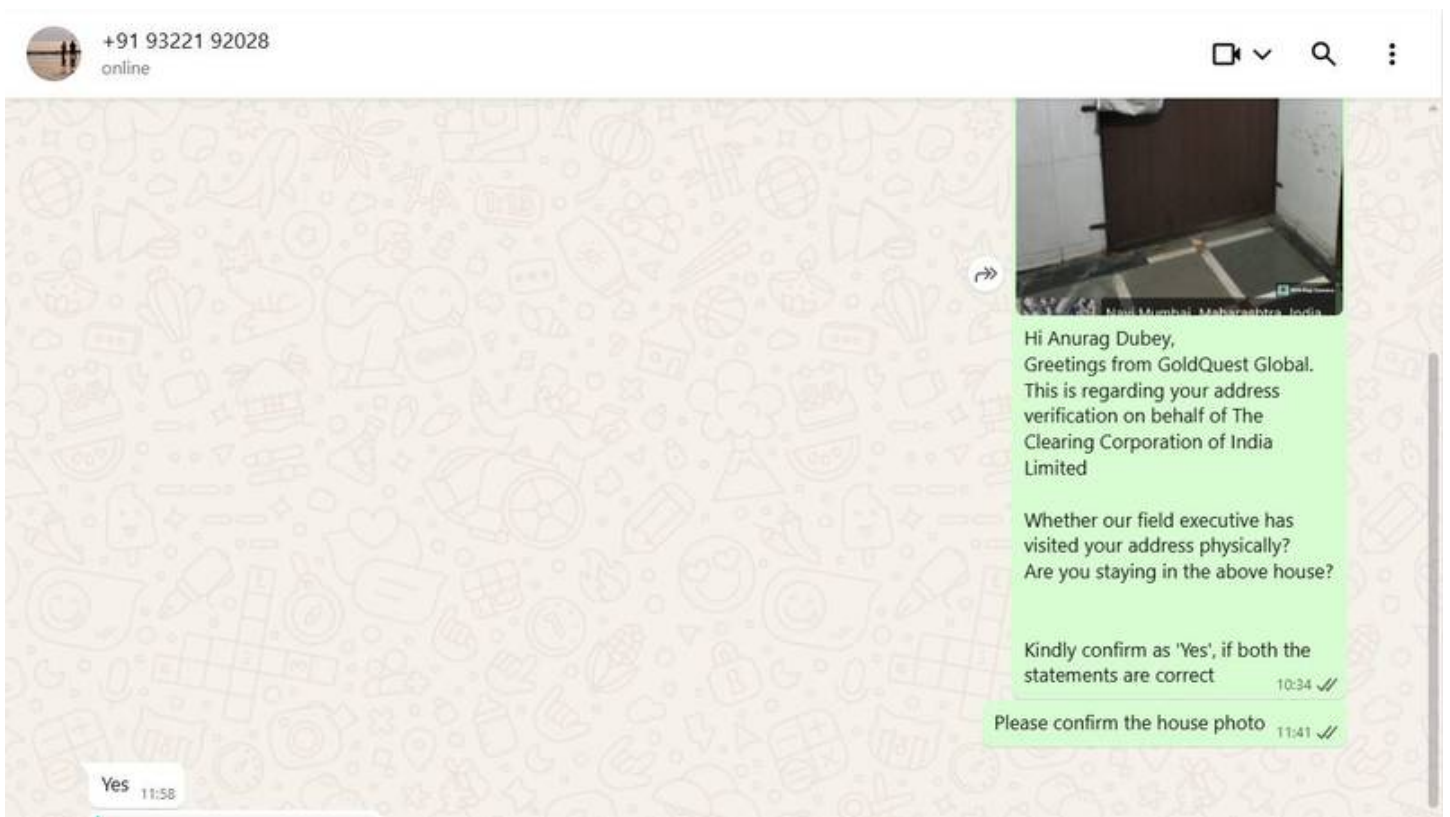 +91 93221 92028
online
Navi Mumbai, Maharashtra, India
Hi Anurag Dubey,
Greetings from GoldQuest Global.
This is regarding your address
verification on behalf of The
Clearing Corporation of India
Limited
Whether our field executive has
visited your address physically?
Are you staying in the above house?
Kindly confirm as 'Yes', if both the
statements are correct
10:34
Please confirm the house photo 11:41
Yes 11:58